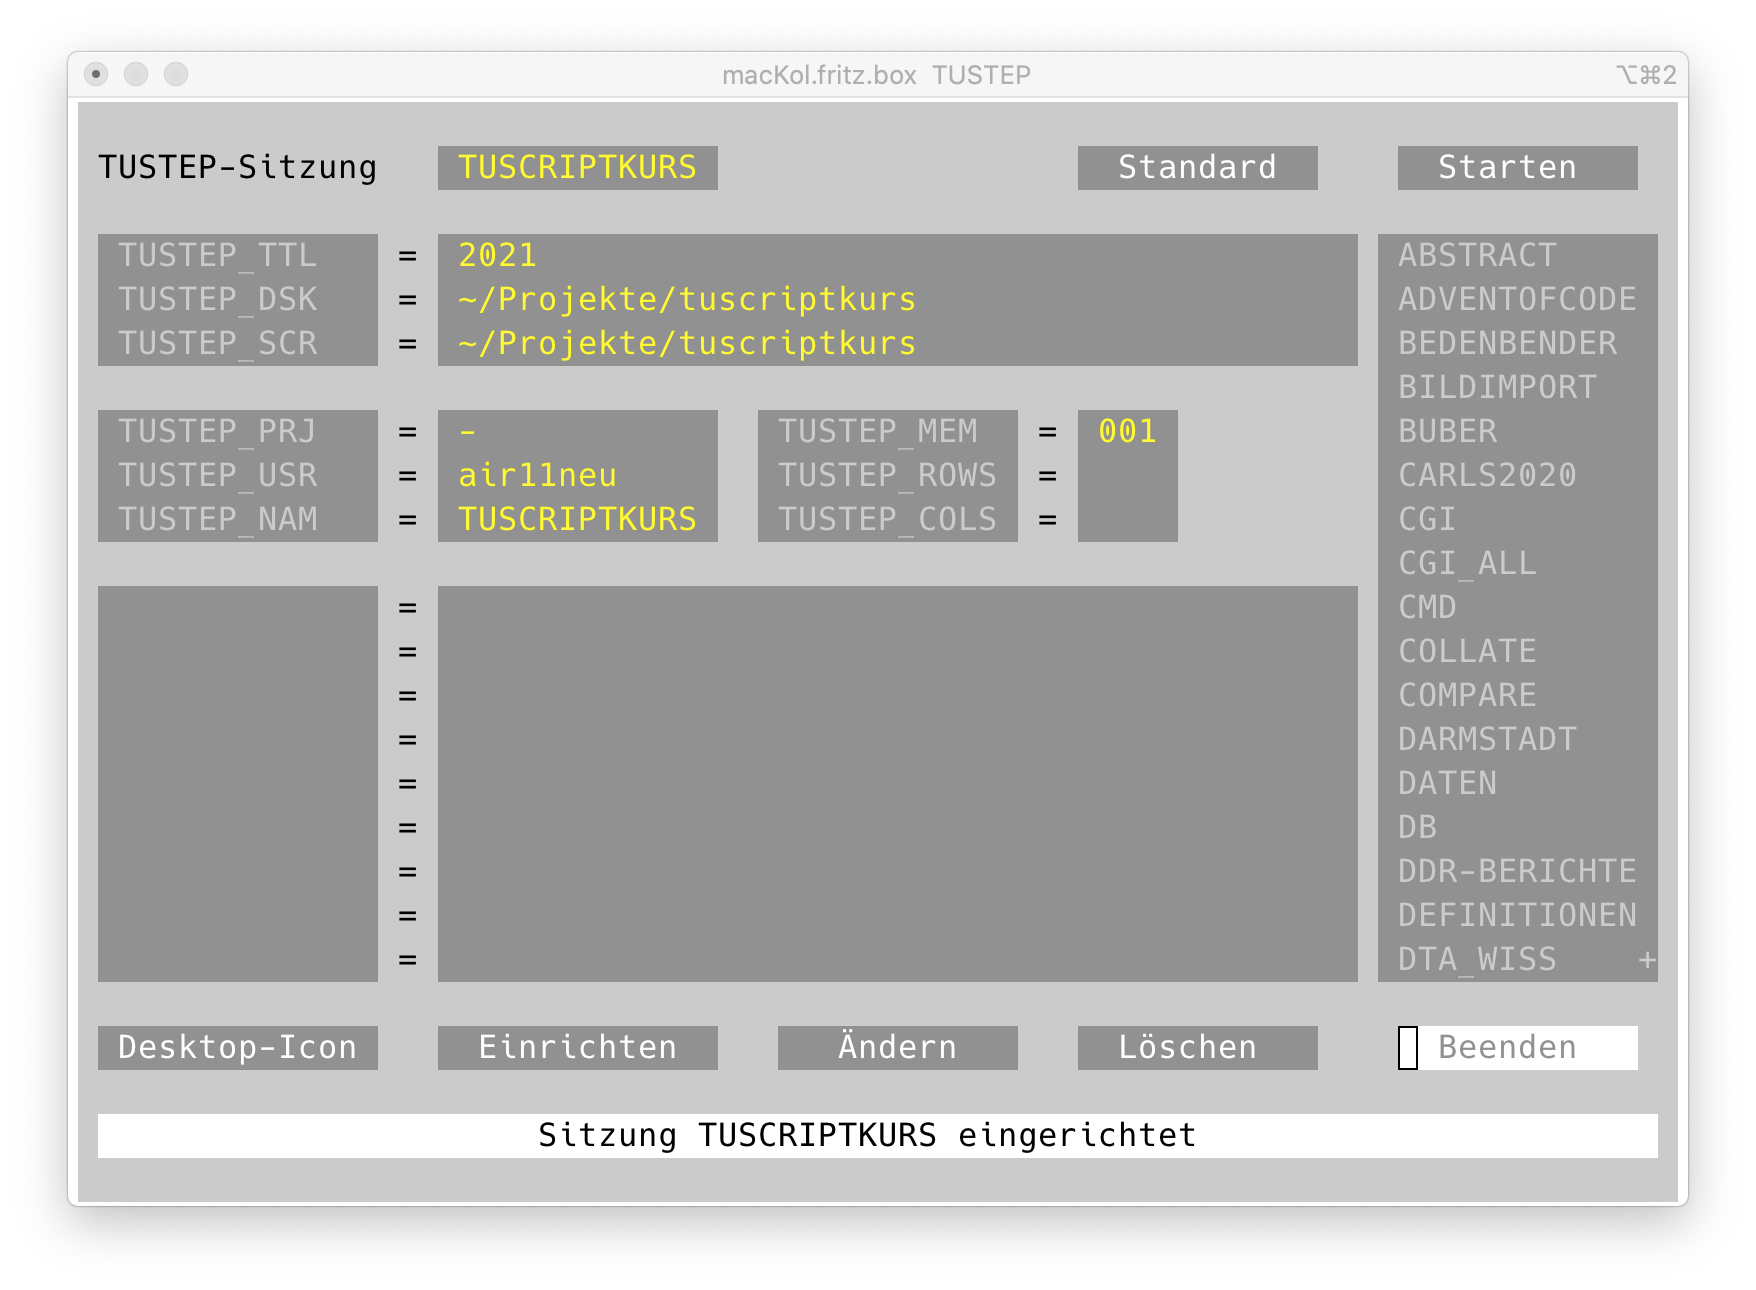 macKol.fritz.box TUSTEP ⌥⌘2
TUSTEP-Sitzung TUSCRIPTKURS Standard Starten
TUSTEP_TTL = 2021
TUSTEP_DSK = ~/Projekte/tuscriptkurs
TUSTEP_SCR = ~/Projekte/tuscriptkurs
TUSTEP_PRJ = - TUSTEP_MEM = 001
TUSTEP_USR = air11neu TUSTEP_ROWS =
TUSTEP_NAM = TUSCRIPTKURS TUSTEP_COLS =
=
=
=
=
=
=
=
=
=
ABSTRACT
ADVENTOFCODE
BEDENBENDER
BILDIMPORT
BUBER
CARLS2020
CGI
CGI_ALL
CMD
COLLATE
COMPARE
DARMSTADT
DATEN
DB
DDR-BERICHTE
DEFINITIONEN
DTA_WISS +
Desktop-Icon Einrichten Ändern Löschen Beenden
Sitzung TUSCRIPTKURS eingerichtet